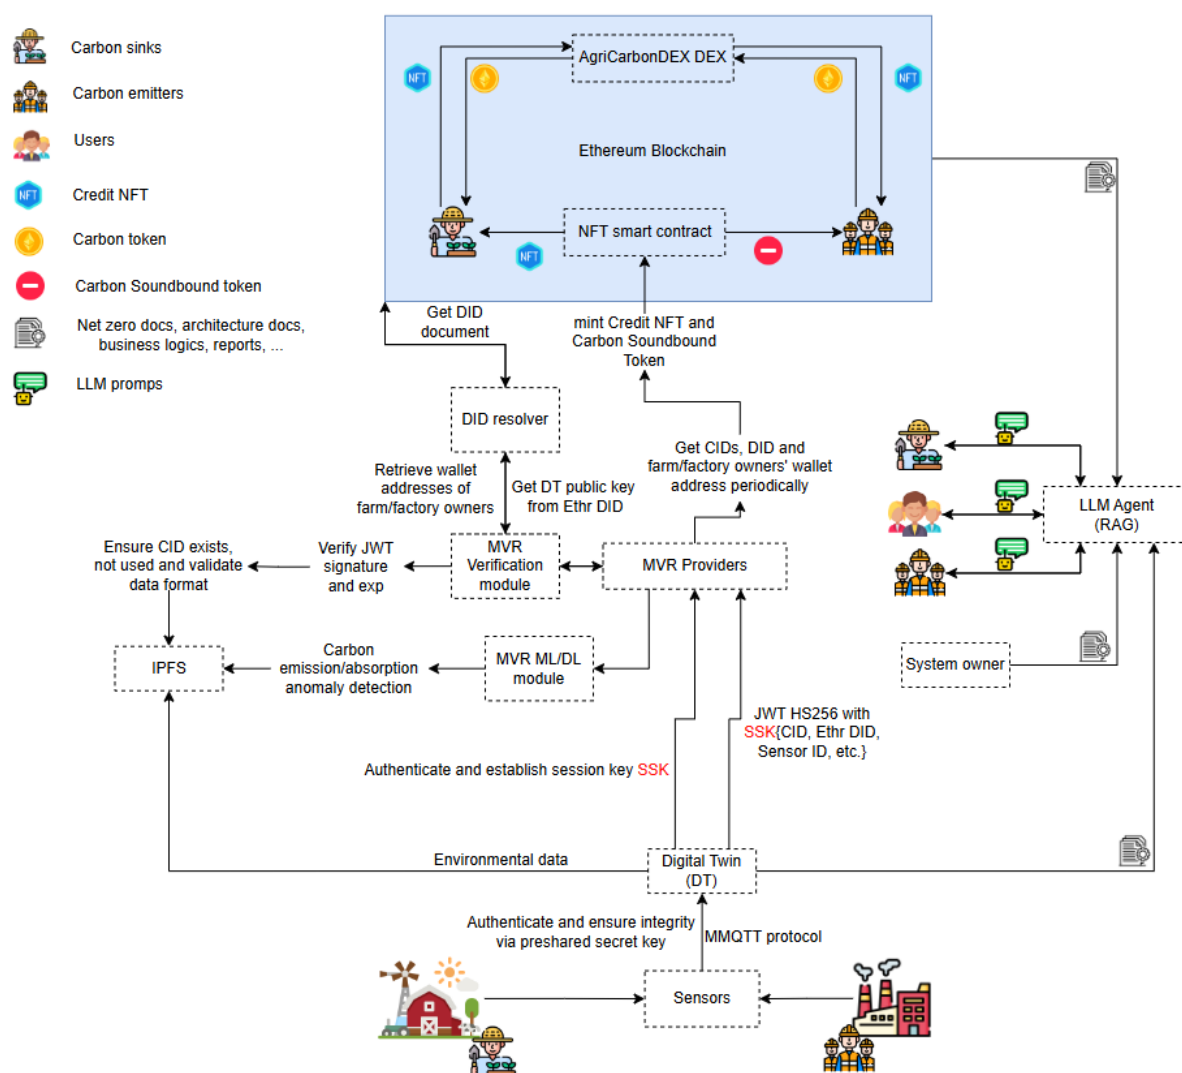 Carbon sinks
Carbon emitters
Users
NFT
Credit NFT
Carbon token
Carbon Soundbound token
Net zero docs, architecture docs,
business logics, reports, ...
LLM promps
AgriCarbonDEX DEX
NFT
NFT
Ethereum Blockchain
NFT smart contract
NFT
Get DID
document
mint Credit NFT and
Carbon Soundbound
Token
DID resolver
Retrieve wallet
addresses of
farm/factory owners
Get DT public key
from Ethr DID
Get CIDs, DID and
farm/factory owners' wallet
address periodically
LLM Agent
(RAG)
Ensure CID exists,
not used and validate
data format
Verify JWT
signature
and exp
MVR
Verification
module
MVR Providers
IPFS
Carbon
emission/absorption
anomaly detection
MVR ML/DL
module
System owner
JWT HS256 with
SSK{CID, Ethr DID,
Sensor ID, etc.}
Authenticate and establish session key SSK
Environmental data
Digital Twin
(DT)
Authenticate and ensure integrity
via preshared secret key
MMQTT protocol
Sensors